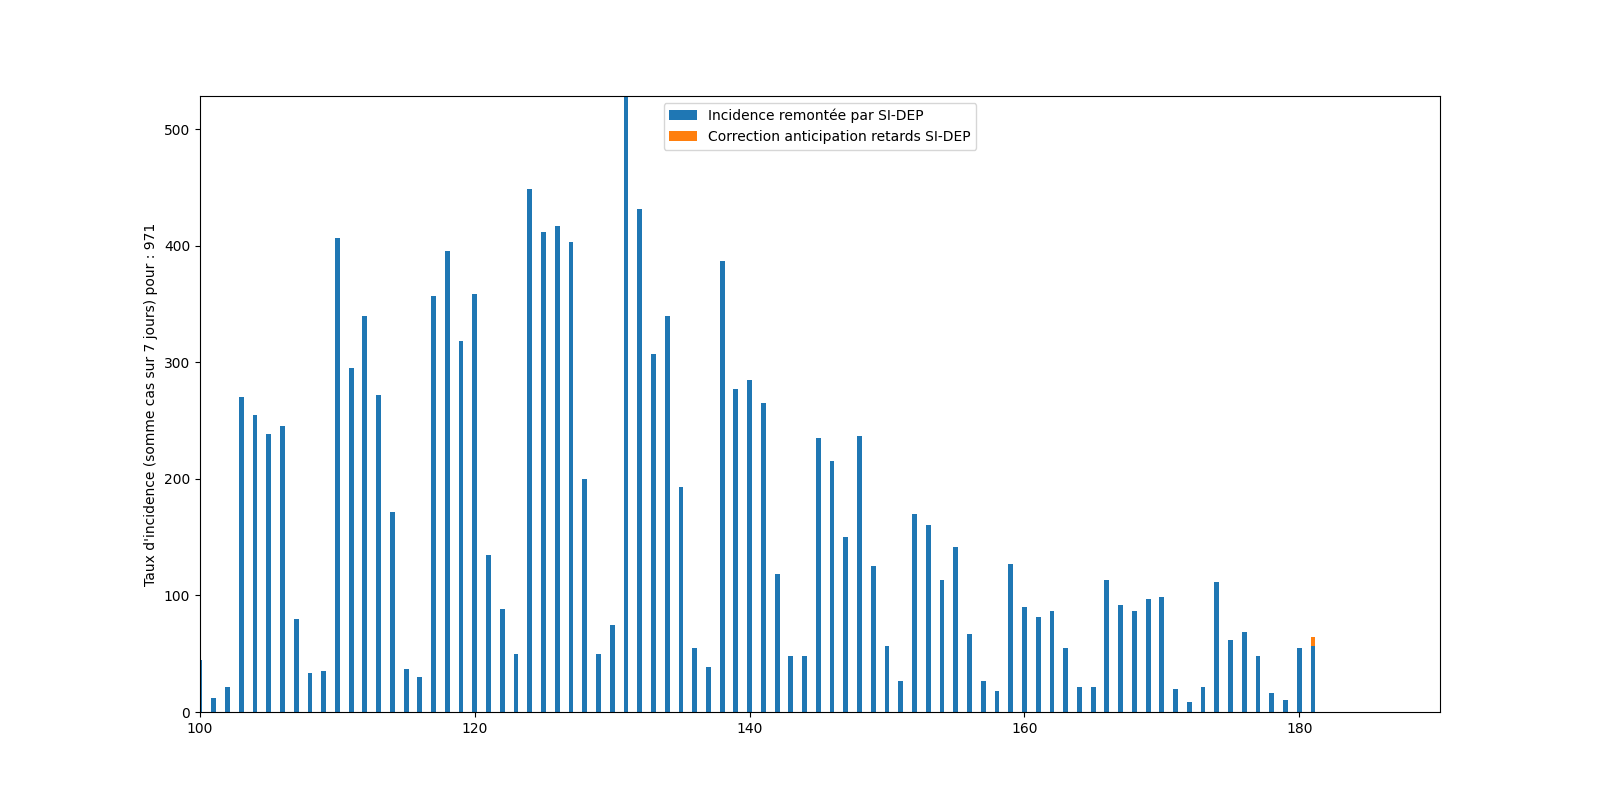 Incidence remontée par SI-DEP
Correction anticipation retards SI-DEP
Taux d'incidence (somme cas sur 7 jours) pour : 971
500
400
300
200
100
0
100 120 140 160 180